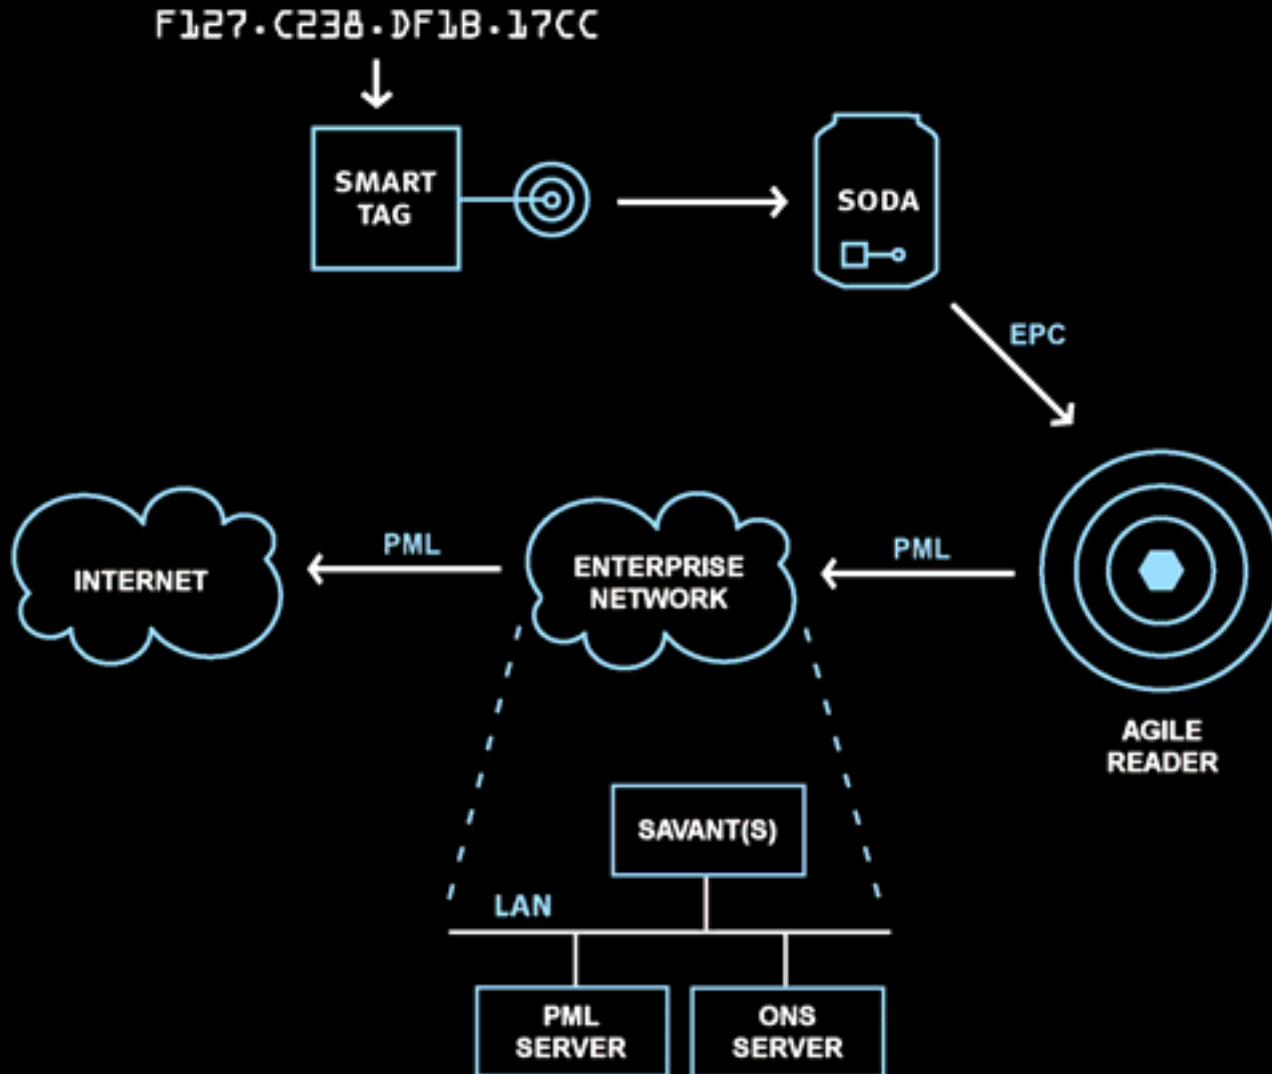 F127.C238.DF1B.17CC
SMART
TAG
SODA
EPC
INTERNET
PML
ENTERPRISE
NETWORK
PML
AGILE
READER
SAVANT(S)
LAN
PML
SERVER
ONS
SERVER